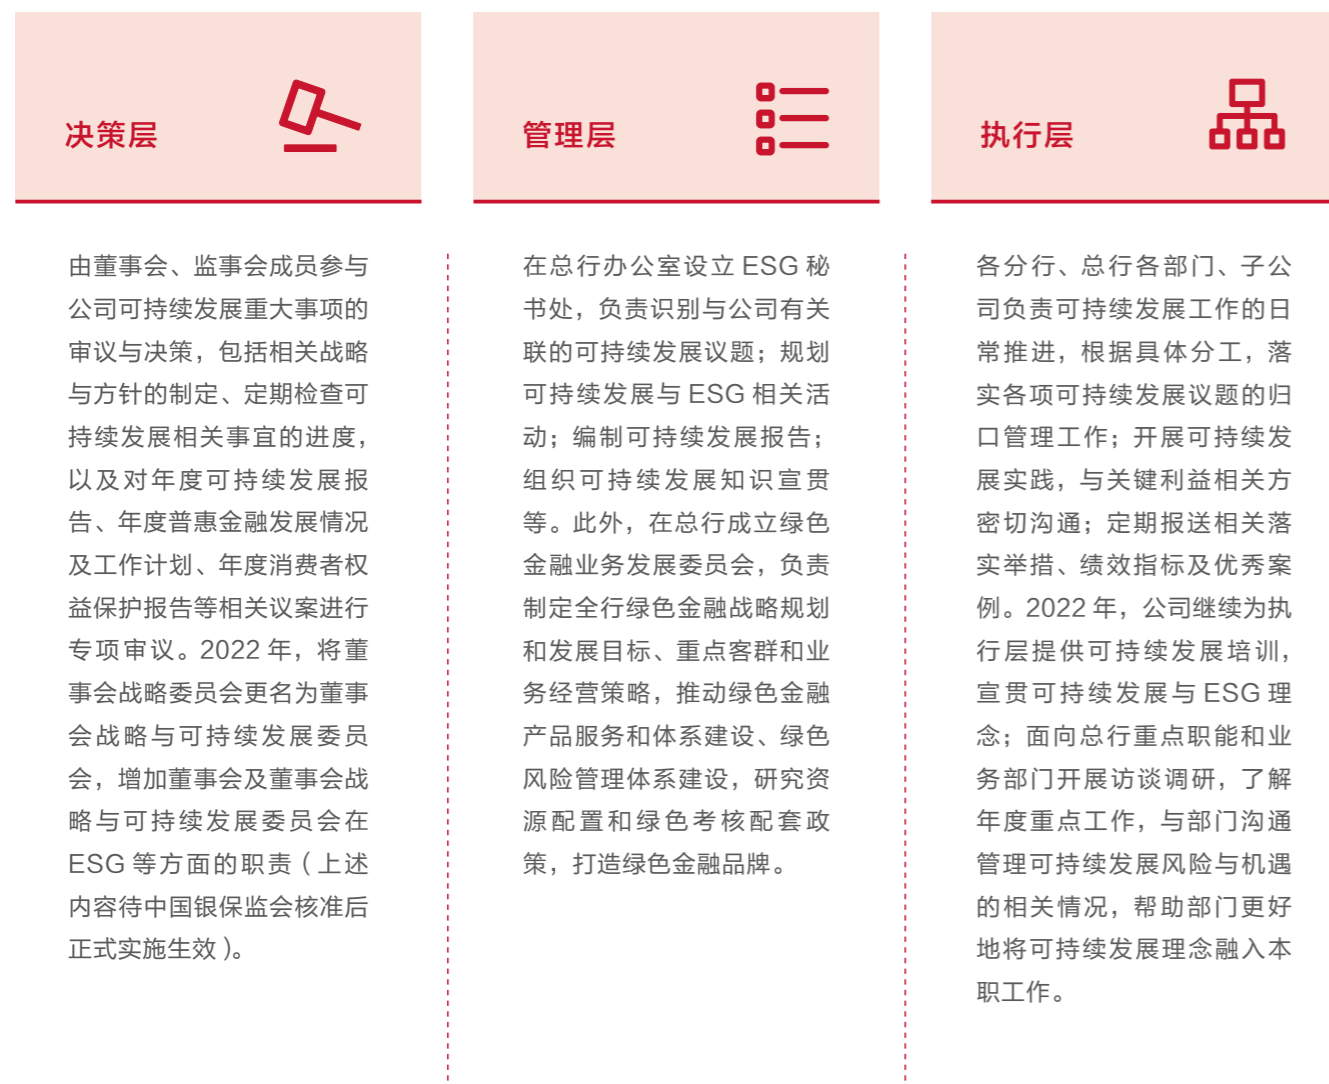 决策层
由董事会、监事会成员参与
公司可持续发展重大事项的
审议与决策，包括相关战略
与方针的制定、定期检查可
持续发展相关事宜的进度，
以及对年度可持续发展报
告、年度普惠金融发展情况
及工作计划、年度消费者权
益保护报告等相关议案进行
专项审议。2022 年，将董
事会战略委员会更名为董事
会战略与可持续发展委员
会，增加董事会及董事会战
略与可持续发展委员会在
ESG 等方面的职责（上述
内容待中国银保监会核准后
正式实施生效）。
管理层
在总行办公室设立 ESG 秘
书处，负责识别与公司有关
联的可持续发展议题；规划
可持续发展与 ESG 相关活
动；编制可持续发展报告；
组织可持续发展知识宣贯
等。此外，在总行成立绿色
金融业务发展委员会，负责
制定全行绿色金融战略规划
和发展目标、重点客群和业
务经营策略，推动绿色金融
产品服务和体系建设、绿色
风险管理体系建设，研究资
源配置和绿色考核配套政
策，打造绿色金融品牌。
执行层
各分行、总行各部门、子公
司负责可持续发展工作的日
常推进，根据具体分工，落
实各项可持续发展议题的归
口管理工作；开展可持续发
展实践，与关键利益相关方
密切沟通；定期报送相关落
实举措、绩效指标及优秀案
例。2022 年，公司继续为执
行层提供可持续发展培训，
宣贯可持续发展与 ESG 理
念；面向总行重点职能和业
务部门开展访谈调研，了解
年度重点工作，与部门沟通
管理可持续发展风险与机遇
的相关情况，帮助部门更好
地将可持续发展理念融入本
职工作。